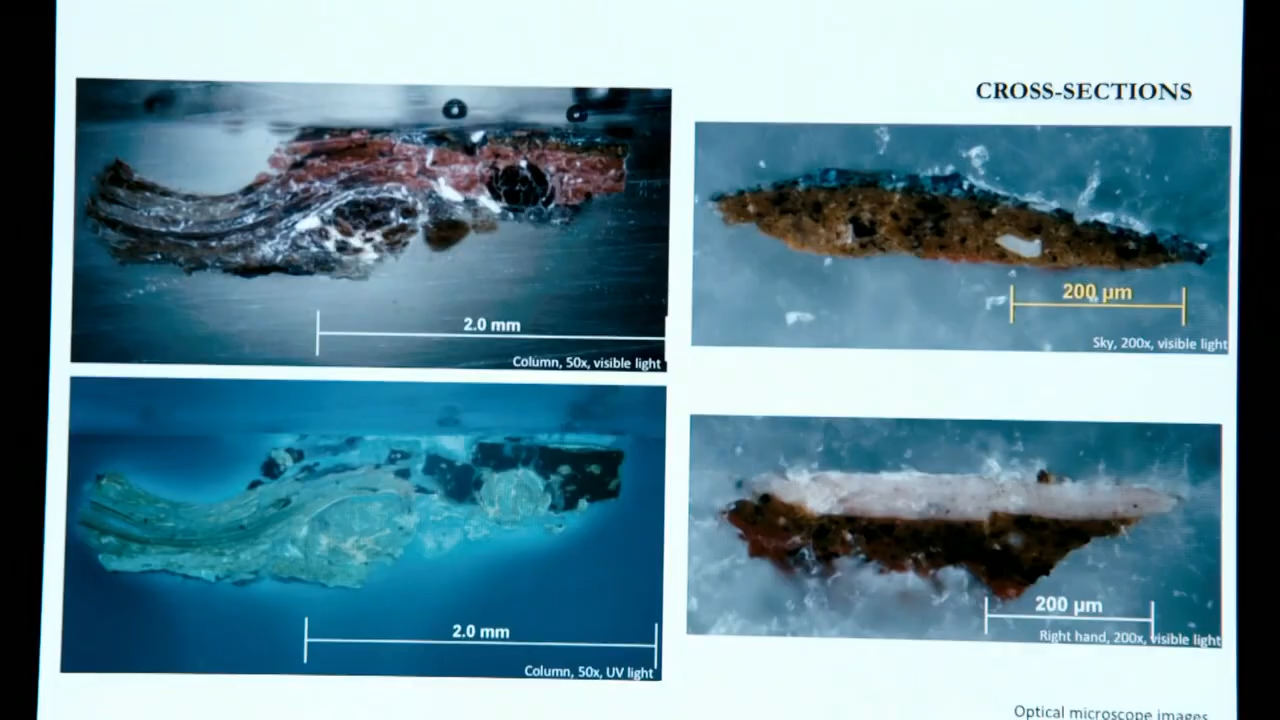 CROSS-SECTIONS
2.0 mm
Column, 50x, visible light
200 µm
Sky, 200x, visible light
2.0 mm
Column, 50x, UV light
200 µm
Right hand, 200x, visible light
Optical microscope images